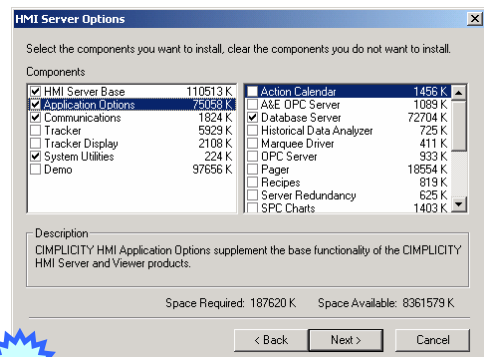 HMI Server Options
Select the components you want to install, clear the components you do not want to install.
Components
HMI Server Base 110513 K
Application Options 75058 K
Communications 1824 K
Tracker 5929 K
Tracker Display 2108 K
System Utilities 224 K
Demo 97656 K
Action Calendar 1456 K
A&E OPC Server 1089 K
Database Server 72704 K
Historical Data Analyzer 725 K
Marquee Driver 411 K
OPC Server 933 K
Pager 18554 K
Recipes 819 K
Server Redundancy 625 K
SPC Charts 1403 K
Description
CIMPLICITY HMI Application Options supplement the base functionality of the CIMPLICITY
HMI Server and Viewer products.
Space Required: 187620 K Space Available: 8361579 K
< Back Next > Cancel